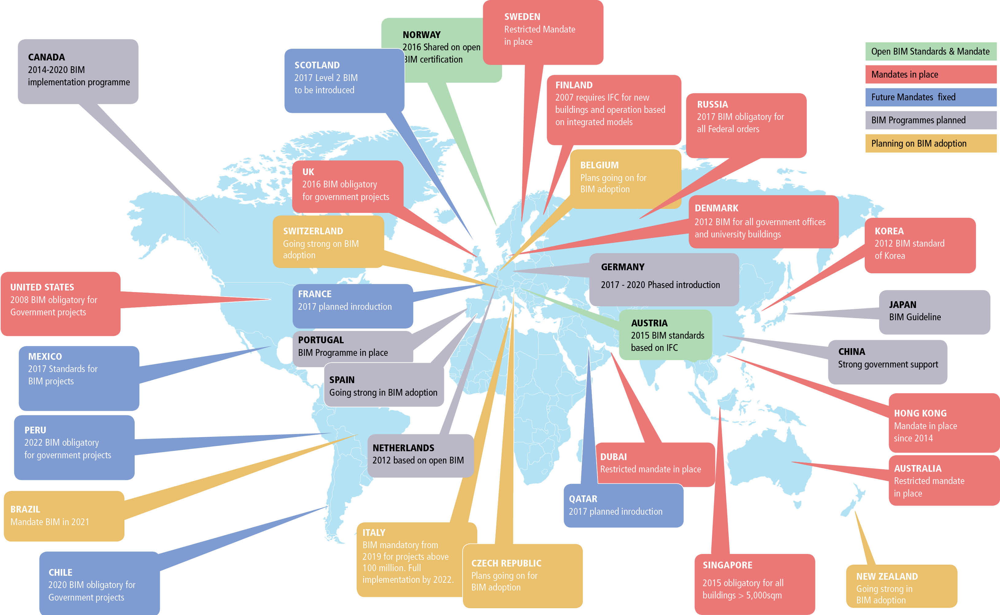 SWEDEN
Restricted Mandate
in place
NORWAY
2016 Shared on open
BIM certification
CANADA
2014-2020 BIM
implementation programme
SCOTLAND
2017 Level 2 BIM
to be introduced
Open BIM Standards & Mandate
Mandates in place
Future Mandates fixed
BIM Programmes planned
Planning on BIM adoption
FINLAND
2007 requires IFC for new
buildings and operation based
on integrated models
RUSSIA
2017 BIM obligatory for
all Federal orders
UK
2016 BIM obligatory
for government projects
BELGIUM
Plans going on for
BIM adoption
DENMARK
2012 BIM for all government offices
and university buildings
SWITZERLAND
Going strong on BIM
adoption
KOREA
2012 BIM standard
of Korea
GERMANY
2017 - 2020 Phased introduction
UNITED STATES
2008 BIM obligatory for
Government projects
FRANCE
2017 planned inroduction
JAPAN
BIM Guideline
AUSTRIA
2015 BIM standards
based on IFC
PORTUGAL
BIM Programme in place
CHINA
Strong government support
MEXICO
2017 Standards for
BIM projects
SPAIN
Going strong in BIM adoption
HONG KONG
Mandate in place
since 2014
PERU
2022 BIM obligatory
for government projects
NETHERLANDS
2012 based on open BIM
DUBAI
Restricted mandate in place
AUSTRALIA
Restricted mandate
in place
QATAR
2017 planned inroduction
BRAZIL
Mandate BIM in 2021
ITALY
BIM mandatory from
2019 for projects above
100 million. Full
implementation by 2022.
CZECH REPUBLIC
Plans going on for
BIM adoption
CHILE
2020 BIM obligatory for
Government projects
SINGAPORE
2015 obligatory for all
buildings > 5,000sqm
NEW ZEALAND
Going strong in
BIM adoption